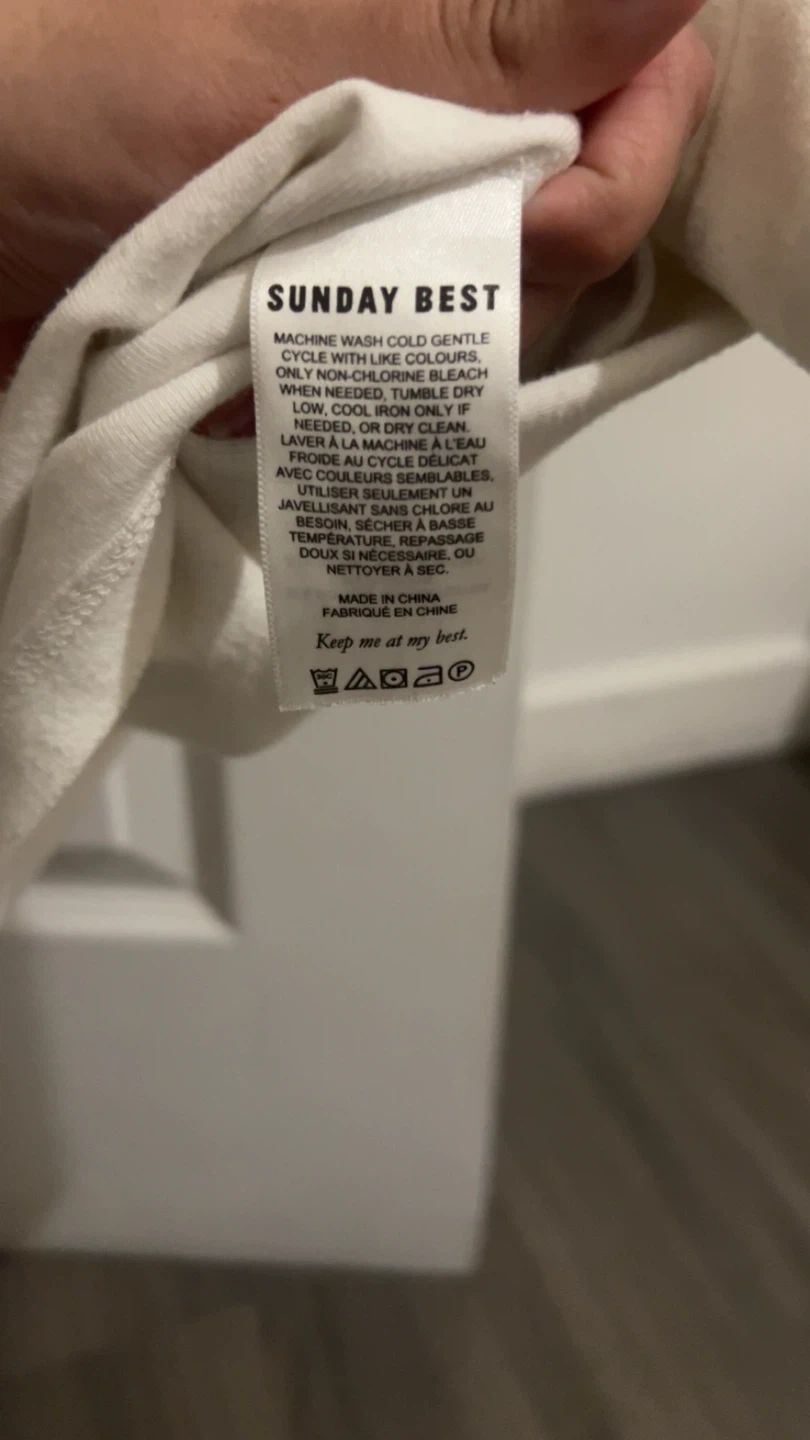 SUNDAY BEST
MACHINE WASH COLD GENTLE
CYCLE WITH LIKE COLOURS,
ONLY NON-CHLORINE BLEACH
WHEN NEEDED, TUMBLE DRY
LOW, COOL IRON ONLY IF
NEEDED, OR DRY CLEAN.
LAVER À LA MACHINE À L'EAU
FROIDE AU CYCLE DÉLICAT
AVEC COULEURS SEMBLABLES,
UTILISER SEULEMENT UN
JAVELLISANT SANS CHLORE AU
BESOIN, SÉCHER À BASSE
TEMPÉRATURE, REPASSAGE
DOUX SI NÉCESSAIRE, OU
NETTOYER À SEC.
MADE IN CHINA
FABRIQUÉ EN CHINE
Keep me at my best.
P